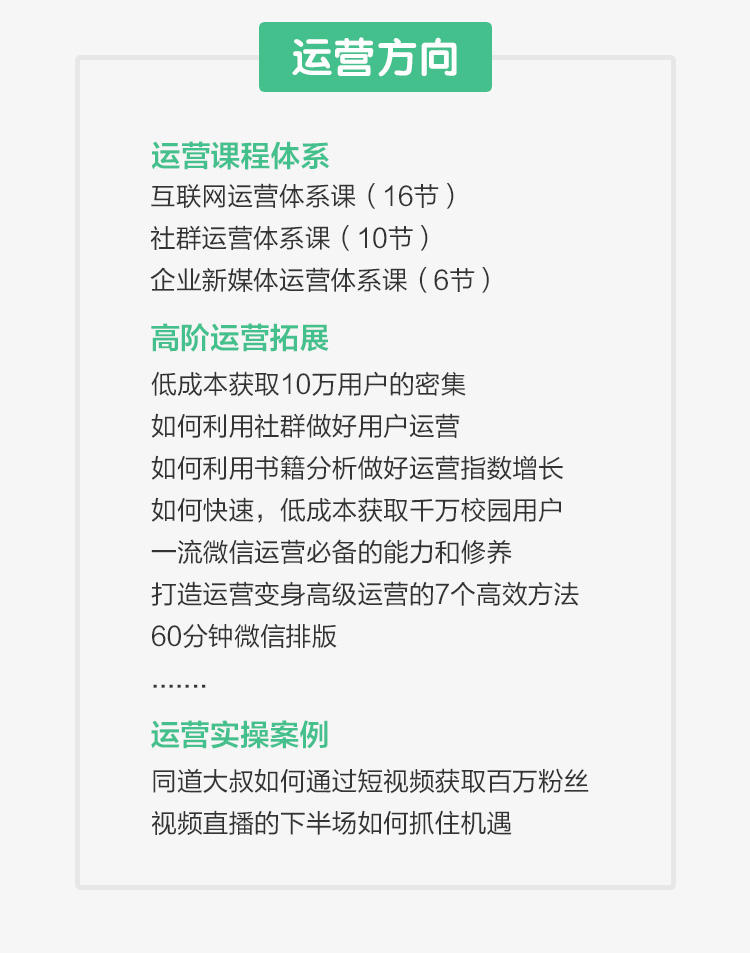 运营方向
运营课程体系
互联网运营体系课（16节）
社群运营体系课（10节）
企业新媒体运营体系课（6节）
高阶运营拓展
低成本获取10万用户的密集
如何利用社群做好用户运营
如何利用书籍分析做好运营指数增长
如何快速，低成本获取千万校园用户
一流微信运营必备的能力和修养
打造运营变身高级运营的7个高效方法
60分钟微信排版
.......
运营实操案例
同道大叔如何通过短视频获取百万粉丝
视频直播的下半场如何抓住机遇